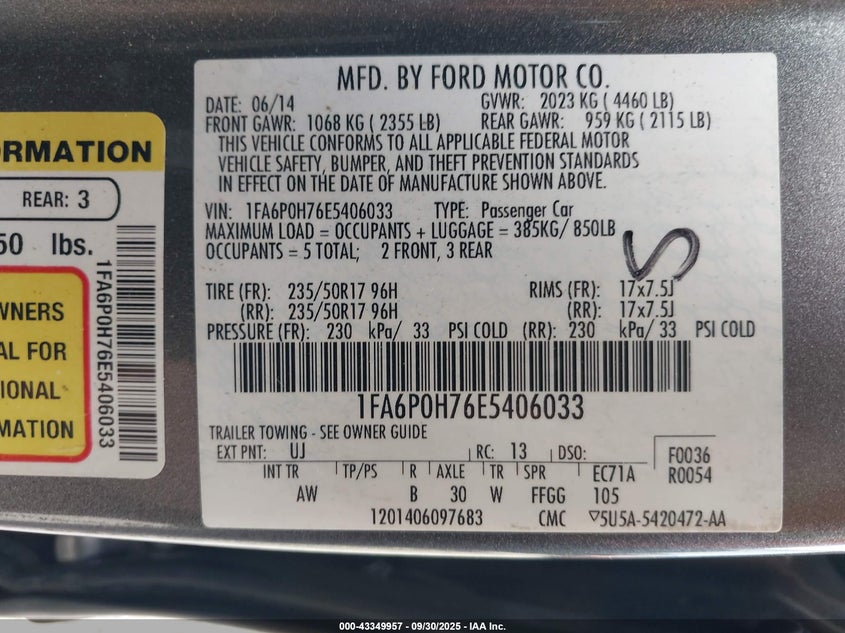 ORMATION
REAR: 3
50 lbs.
WNERS
AL FOR
IONAL
MATION
1FA6P0H76E5406033
MFD. BY FORD MOTOR CO.
DATE: 06/14 GVWR: 2023 KG ( 4460 LB)
FRONT GAWR: 1068 KG ( 2355 LB) REAR GAWR: 959 KG ( 2115 LB)
THIS VEHICLE CONFORMS TO ALL APPLICABLE FEDERAL MOTOR
VEHICLE SAFETY, BUMPER, AND THEFT PREVENTION STANDARDS
IN EFFECT ON THE DATE OF MANUFACTURE SHOWN ABOVE.
VIN: 1FA6P0H76E5406033 TYPE: Passenger Car
MAXIMUM LOAD = OCCUPANTS + LUGGAGE = 385KG/ 850LB
OCCUPANTS = 5 TOTAL; 2 FRONT, 3 REAR
TIRE (FR): 235/50R17 96H RIMS (FR): 17x7.5J
(RR): 235/50R17 96H (RR): 17x7.5J
PRESSURE (FR): 230 kPa/ 33 PSI COLD (RR): 230 kPa/ 33 PSI COLD
1FA6P0H76E5406033
TRAILER TOWING - SEE OWNER GUIDE
EXT PNT: UJ RC: 13 DSO: F0036
R0054
INT TR TP/PS R AXLE TR SPR EC71A
AW B 30 W FFGG 105
1201406097683 CMC ▽5U5A-5420472-AA
000-43349957 - 09/30/2025 - IAA Inc.